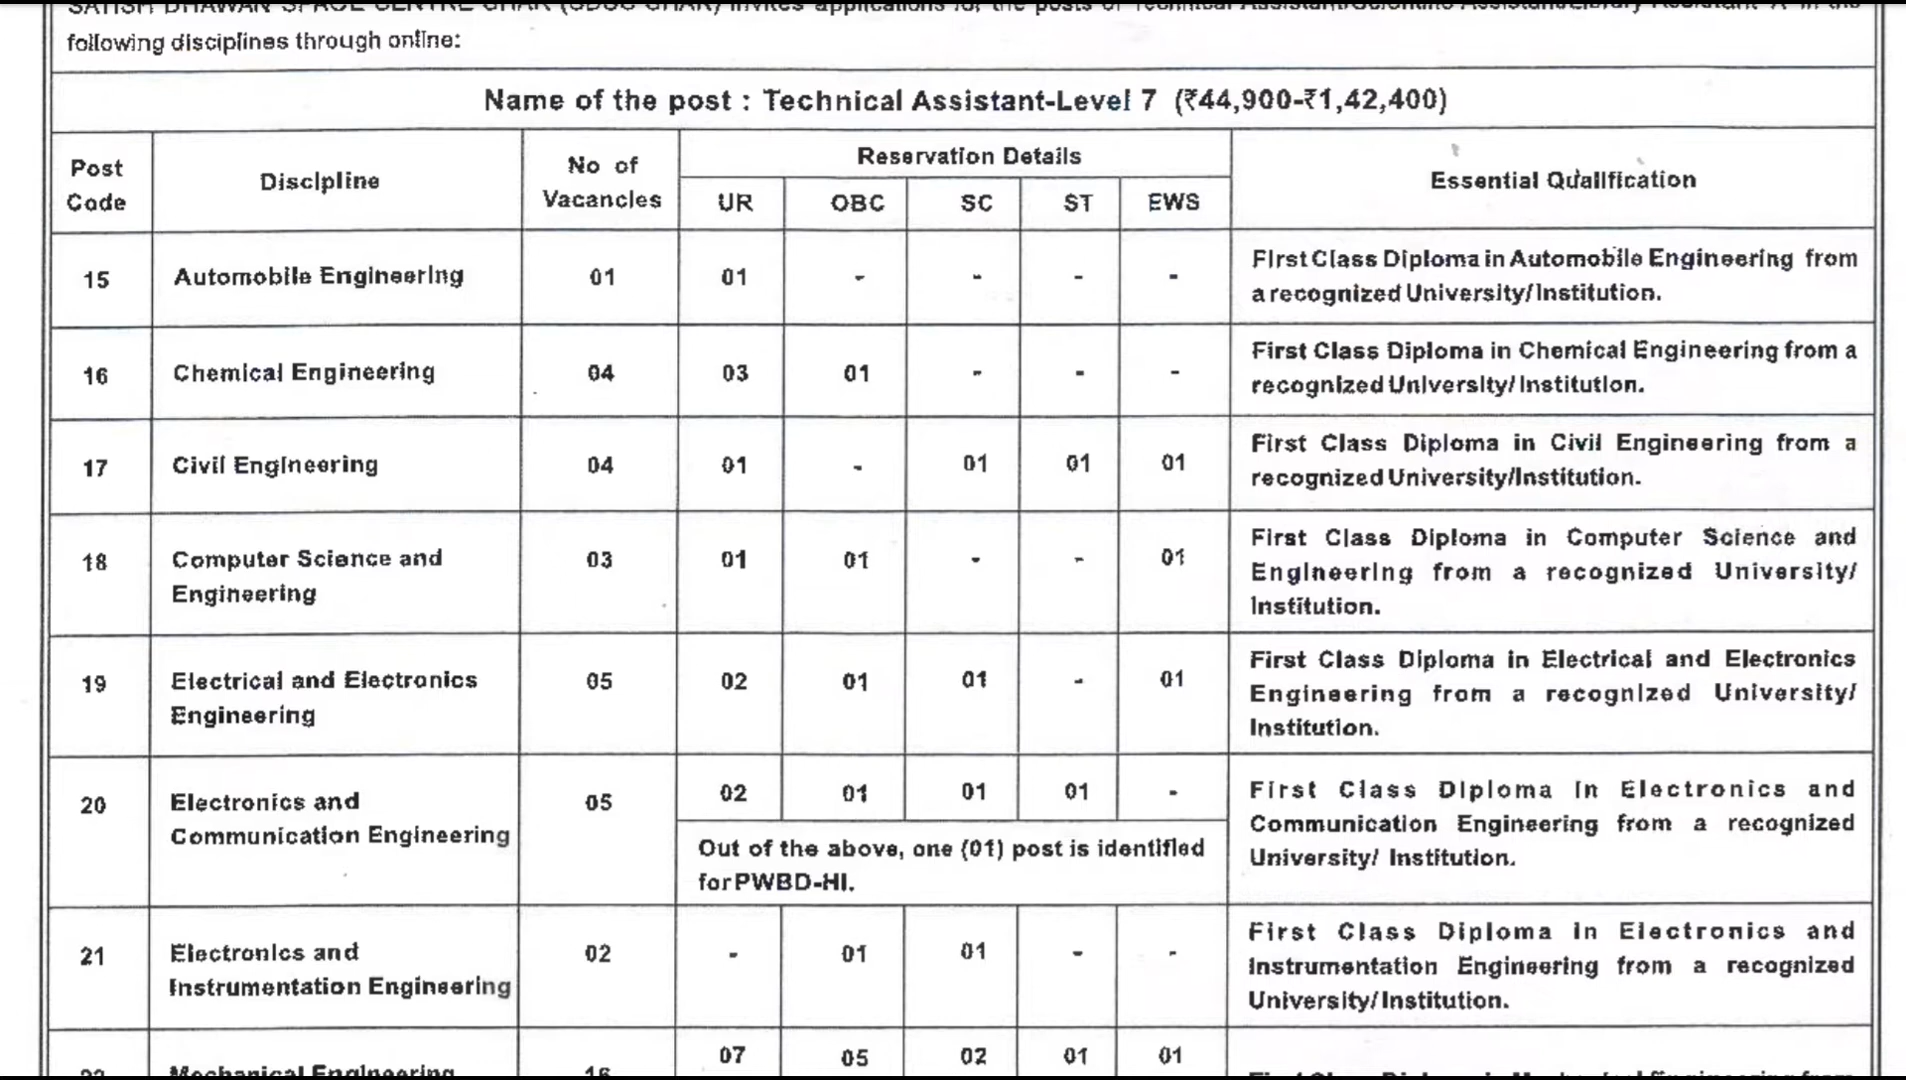 following disciplines through online:
Name of the post : Technical Assistant-Level 7 (₹44,900-₹1,42,400)
Post Code
Discipline
No of Vacancies
Reservation Details
UR OBC SC ST EWS
Essential Qualification
15 Automobile Engineering 01 01 - - - -
First Class Diploma in Automobile Engineering from
a recognized University/Institution.
16 Chemical Engineering 04 03 01 - - -
First Class Diploma in Chemical Engineering from a
recognized University/Institution.
17 Civil Engineering 04 01 - 01 01 01
First Class Diploma in Civil Engineering from a
recognized University/Institution.
18 Computer Science and
Engineering
03 01 01 - - 01
First Class Diploma in Computer Science and
Engineering from a recognized University/
Institution.
19 Electrical and Electronics
Engineering
05 02 01 01 - 01
First Class Diploma in Electrical and Electronics
Engineering from a recognized University/
Institution.
20 Electronics and
Communication Engineering
05 02 01 01 01 -
Out of the above, one (01) post is identified
for PWBD-HI.
First Class Diploma in Electronics and
Communication Engineering from a recognized
University/ Institution.
21 Electronics and
Instrumentation Engineering
02 - 01 01 - -
First Class Diploma in Electronics and
Instrumentation Engineering from a recognized
University/Institution.
Mechanical Engineering 16 07 05 02 01 01